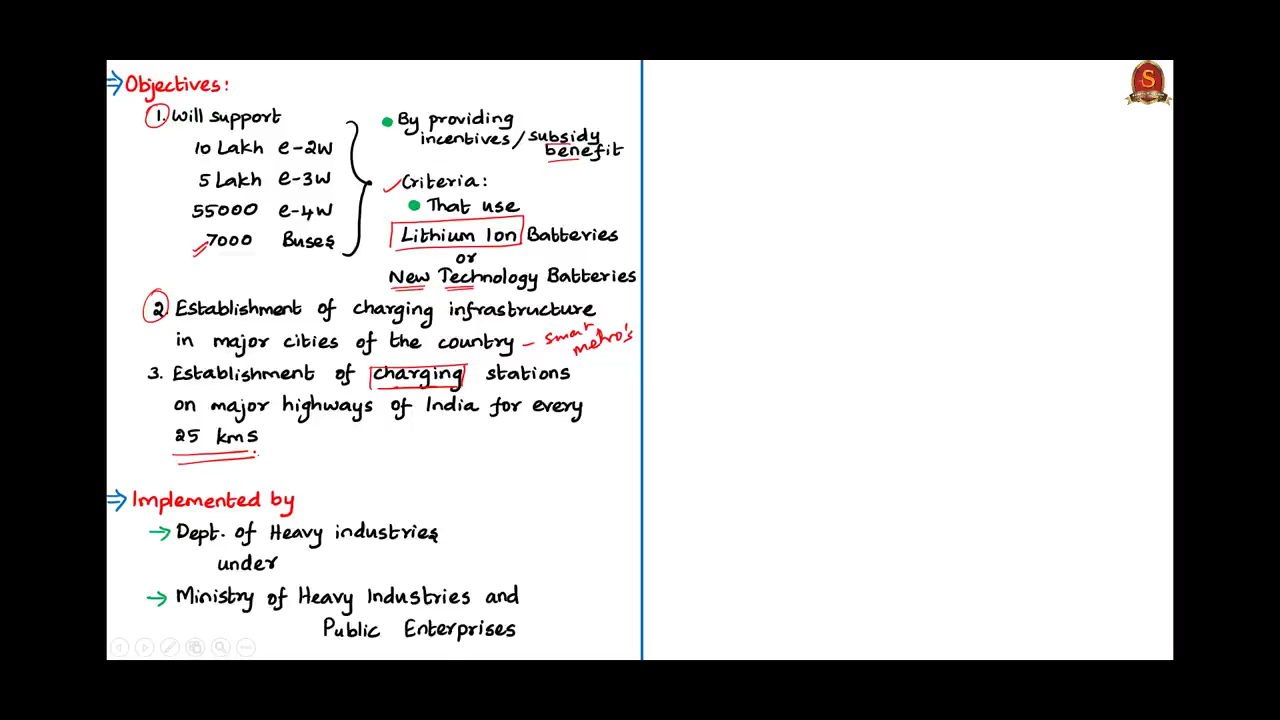 Objectives:
1. Will support
10 Lakh e-2W
5 Lakh e-3W
55000 e-4W
7000 Buses
By providing
incentives/subsidy
benefit
Criteria:
That use
Lithium Ion Batteries
or
New Technology Batteries
2. Establishment of charging infrastructure
in major cities of the country - smart
metro's
3. Establishment of charging stations
on major highways of India for every
25 kms
Implemented by
Dept. of Heavy industries
under
Ministry of Heavy Industries and
Public Enterprises
S